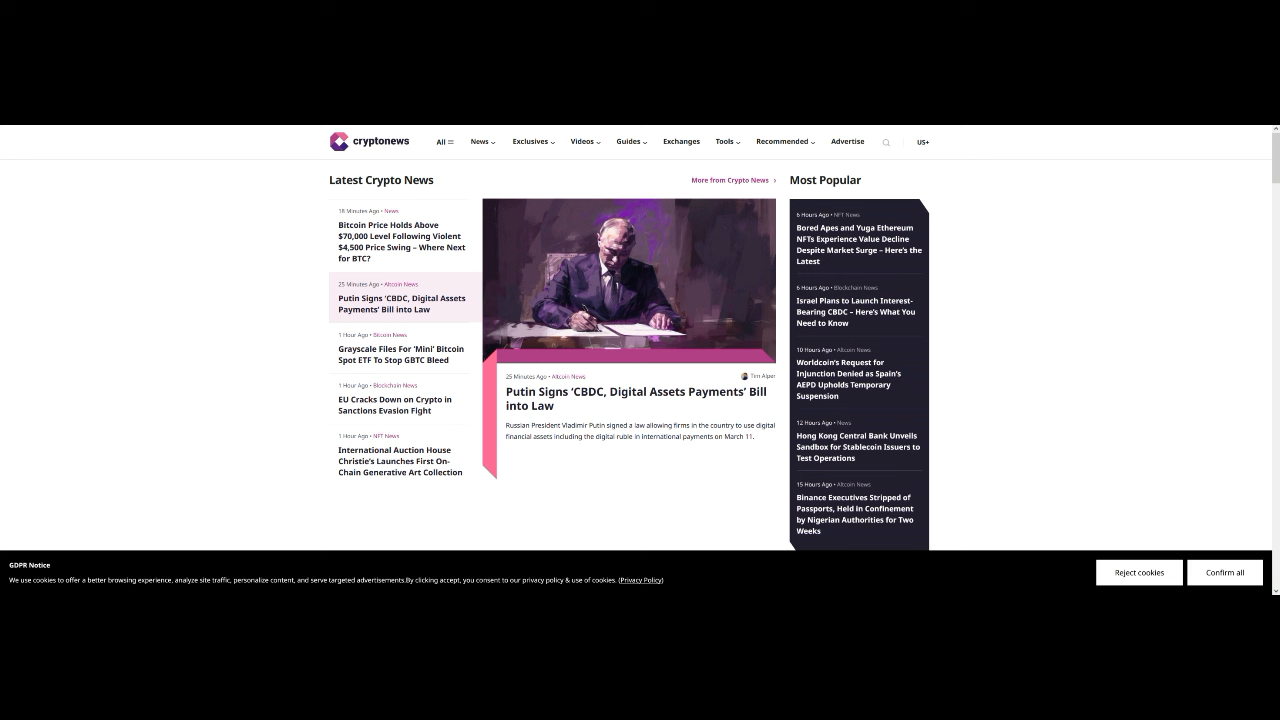 cryptonews
All
News
Exclusives
Videos
Guides
Exchanges
Tools
Recommended
Advertise
US+
Latest Crypto News
More from Crypto News
18 Minutes Ago • News
Bitcoin Price Holds Above
$70,000 Level Following Violent
$4,500 Price Swing – Where Next
for BTC?
25 Minutes Ago • Altcoin News
Putin Signs ‘CBDC, Digital Assets
Payments’ Bill into Law
1 Hour Ago • Bitcoin News
Grayscale Files For ‘Mini’ Bitcoin
Spot ETF To Stop GBTC Bleed
1 Hour Ago • Blockchain News
EU Cracks Down on Crypto in
Sanctions Evasion Fight
1 Hour Ago • NFT News
International Auction House
Christie’s Launches First On-
Chain Generative Art Collection
25 Minutes Ago • Altcoin News
Tim Alper
Putin Signs ‘CBDC, Digital Assets Payments’ Bill
into Law
Russian President Vladimir Putin signed a law allowing firms in the country to use digital
financial assets including the digital ruble in international payments on March 11.
Most Popular
6 Hours Ago • NFT News
Bored Apes and Yuga Ethereum
NFTs Experience Value Decline
Despite Market Surge – Here’s the
Latest
6 Hours Ago • Blockchain News
Israel Plans to Launch Interest-
Bearing CBDC – Here’s What You
Need to Know
10 Hours Ago • Altcoin News
Worldcoin’s Request for
Injunction Denied as Spain’s
AEPD Upholds Temporary
Suspension
12 Hours Ago • News
Hong Kong Central Bank Unveils
Sandbox for Stablecoin Issuers to
Test Operations
15 Hours Ago • Altcoin News
Binance Executives Stripped of
Passports, Held in Confinement
by Nigerian Authorities for Two
Weeks
GDPR Notice
We use cookies to offer a better browsing experience, analyze site traffic, personalize content, and serve targeted advertisements.By clicking accept, you consent to our privacy policy & use of cookies. (Privacy Policy)
Reject cookies
Confirm all